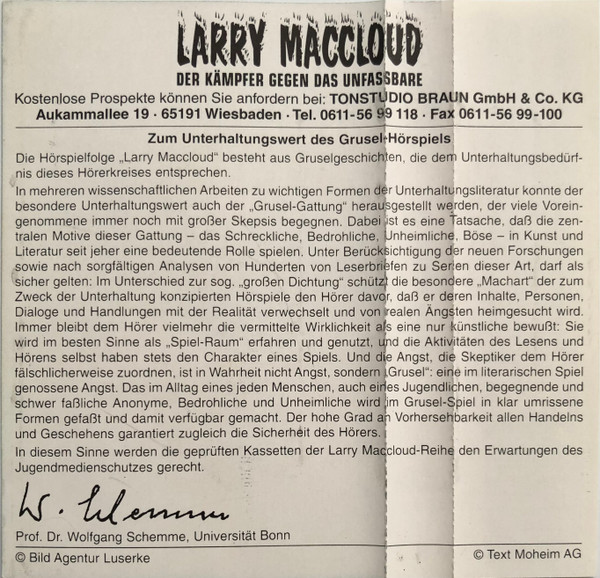 LARRY MACCLOUD
DER KÄMPFER GEGEN DAS UNFASSBARE
Kostenlose Prospekte können Sie anfordern bei: TONSTUDIO BRAUN GmbH & Co. KG
Aukammallee 19 · 65191 Wiesbaden · Tel. 0611-56 99 118 · Fax 0611-56 99-100
Zum Unterhaltungswert des Grusel-Hörspiels
Die Hörspielfolge „Larry Maccloud" besteht aus Gruselgeschichten, die dem Unterhaltungsbedürf-
nis dieses Hörerkreises entsprechen.
In mehreren wissenschaftlichen Arbeiten zu wichtigen Formen der Unterhaltungsliteratur konnte der
besondere Unterhaltungswert auch der „Grusel-Gattung" herausgestellt werden, der viele Vorein-
genommene immer noch mit großer Skepsis begegnen. Dabei ist es eine Tatsache, daß die zen-
tralen Motive dieser Gattung – das Schreckliche, Bedrohliche, Unheimliche, Böse – in Kunst und
Literatur seit jeher eine bedeutende Rolle spielen. Unter Berücksichtigung der neuen Forschungen
sowie nach sorgfältigen Analysen von Hunderten von Leserbriefen zu Serien dieser Art, darf als
sicher gelten: Im Unterschied zur sog. „großen Dichtung" schützt die besondere „Machart" der zum
Zweck der Unterhaltung konzipierten Hörspiele den Hörer davor, daß er deren Inhalte, Personen,
Dialoge und Handlungen mit der Realität verwechselt und von realen Ängsten heimgesucht wird.
Immer bleibt dem Hörer vielmehr die vermittelte Wirklichkeit als eine nur künstliche bewußt: Sie
wird im besten Sinne als „Spiel-Raum" erfahren und genutzt, und die Aktivitäten des Lesens und
Hörens selbst haben stets den Charakter eines Spiels. Und die Angst, die Skeptiker dem Hörer
fälschlicherweise zuordnen, ist in Wahrheit nicht Angst, sondern „Grusel": eine im literarischen Spiel
genossene Angst. Das im Alltag eines jeden Menschen, auch eines Jugendlichen, begegnende und
schwer faßliche Anonyme, Bedrohliche und Unheimliche wird im Grusel-Spiel in klar umrissene
Formen gefaßt und damit verfügbar gemacht. Der hohe Grad an Vorhersehbarkeit allen Handelns
und Geschehens garantiert zugleich die Sicherheit des Hörers.
In diesem Sinne werden die geprüften Kassetten der Larry Maccloud-Reihe den Erwartungen des
Jugendmedienschutzes gerecht.
W. Schemme
Prof. Dr. Wolfgang Schemme, Universität Bonn
© Bild Agentur Luserke © Text Moheim AG